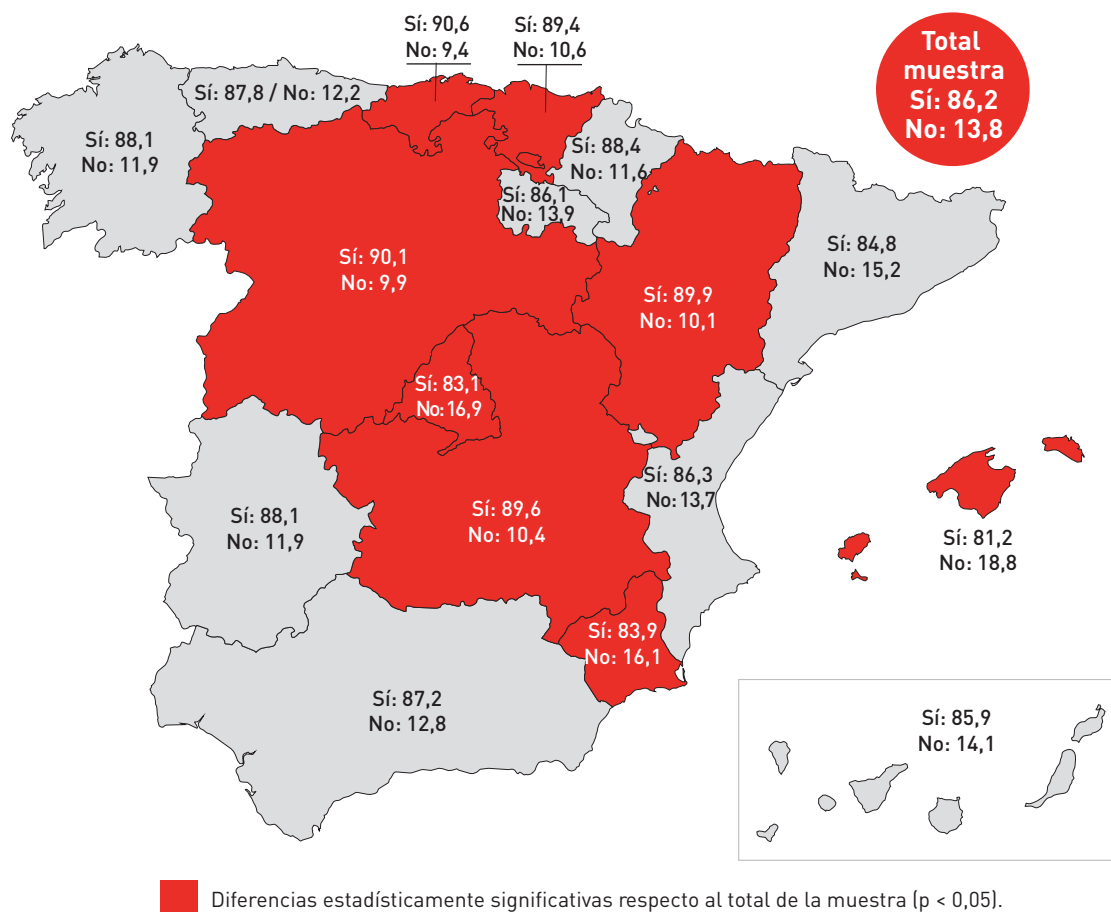 Sí: 90,6
No: 9,4
Sí: 89,4
No: 10,6
Total
muestra
Sí: 86,2
No: 13,8
Sí: 87,8 / No: 12,2
Sí: 88,1
No: 11,9
Sí: 88,4
No: 11,6
Sí: 86,1
No: 13,9
Sí: 90,1
No: 9,9
Sí: 84,8
No: 15,2
Sí: 89,9
No: 10,1
Sí: 83,1
No: 16,9
Sí: 86,3
No: 13,7
Sí: 89,6
No: 10,4
Sí: 88,1
No: 11,9
Sí: 81,2
No: 18,8
Sí: 83,9
No: 16,1
Sí: 87,2
No: 12,8
Sí: 85,9
No: 14,1
Diferencias estadísticamente significativas respecto al total de la muestra (p < 0,05).